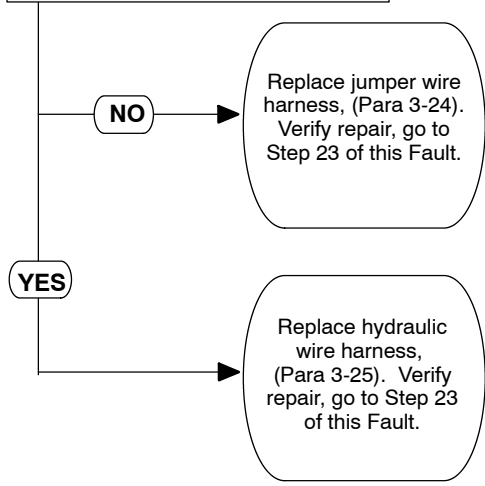 NO
Replace jumper wire
harness, (Para 3-24).
Verify repair, go to
Step 23 of this Fault.
YES
Replace hydraulic
wire harness,
(Para 3-25). Verify
repair, go to Step 23
of this Fault.